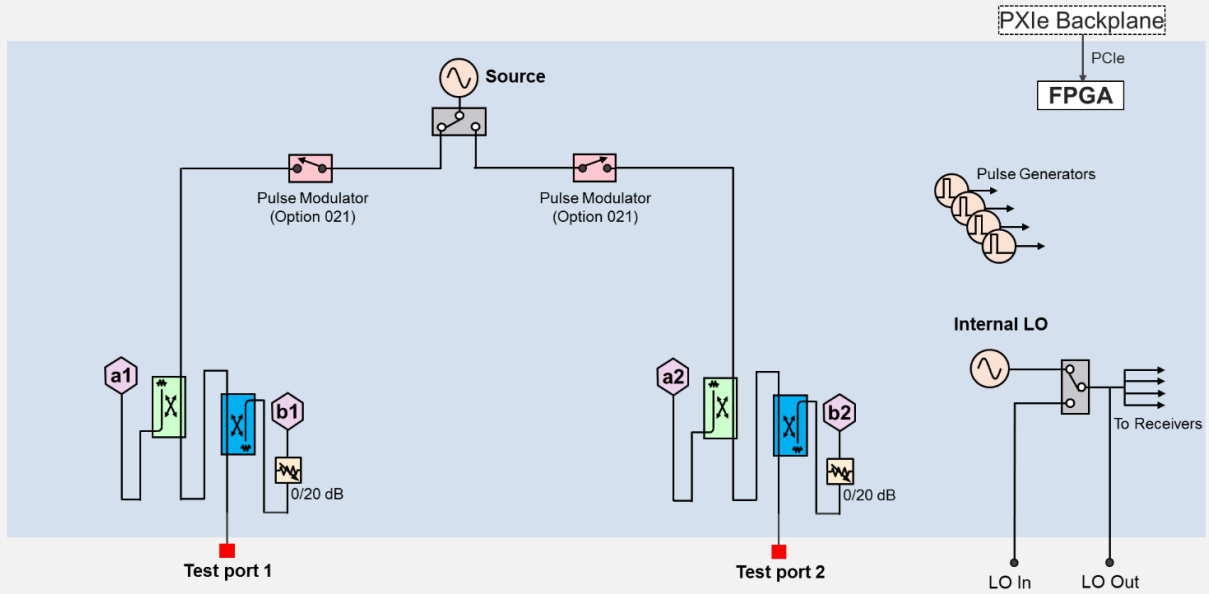 PXIe Backplane
PCIe
FPGA
Source
Pulse Modulator
(Option 021)
Pulse Modulator
(Option 021)
Pulse Generators
Internal LO
a1
b1
a2
b2
To Receivers
0/20 dB
0/20 dB
Test port 1
Test port 2
LO In
LO Out